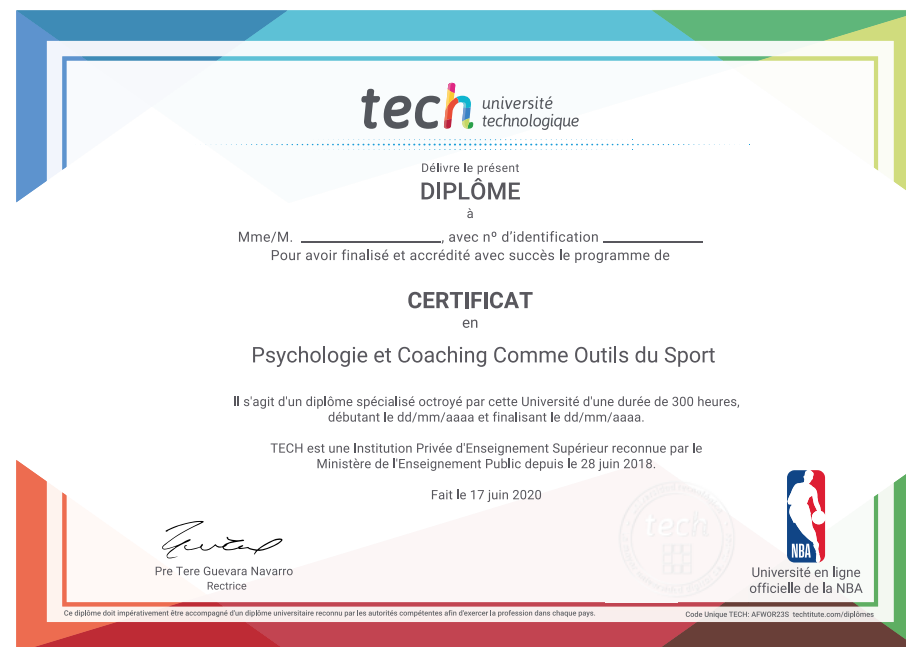 tech université
technologique
Délivre le présent
DIPLÔME
à
Mme/M. ____________, avec nº d'identification ____________
Pour avoir finalisé et accrédité avec succès le programme de
CERTIFICAT
en
Psychologie et Coaching Comme Outils du Sport
Il s'agit d'un diplôme spécialisé octroyé par cette Université d'une durée de 300 heures,
débutant le dd/mm/aaaa et finalisant le dd/mm/aaaa.
TECH est une Institution Privée d'Enseignement Supérieur reconnue par le
Ministère de l'Enseignement Public depuis le 28 juin 2018.
Fait le 17 juin 2020
tech
NBA
Pre Tere Guevara Navarro
Rectrice
Université en ligne
officielle de la NBA
Ce diplôme doit impérativement être accompagné d'un diplôme universitaire reconnu par les autorités compétentes afin d'exercer la profession dans chaque pays.
Code Unique TECH: AFWOR23S techtitute.com/diplômes